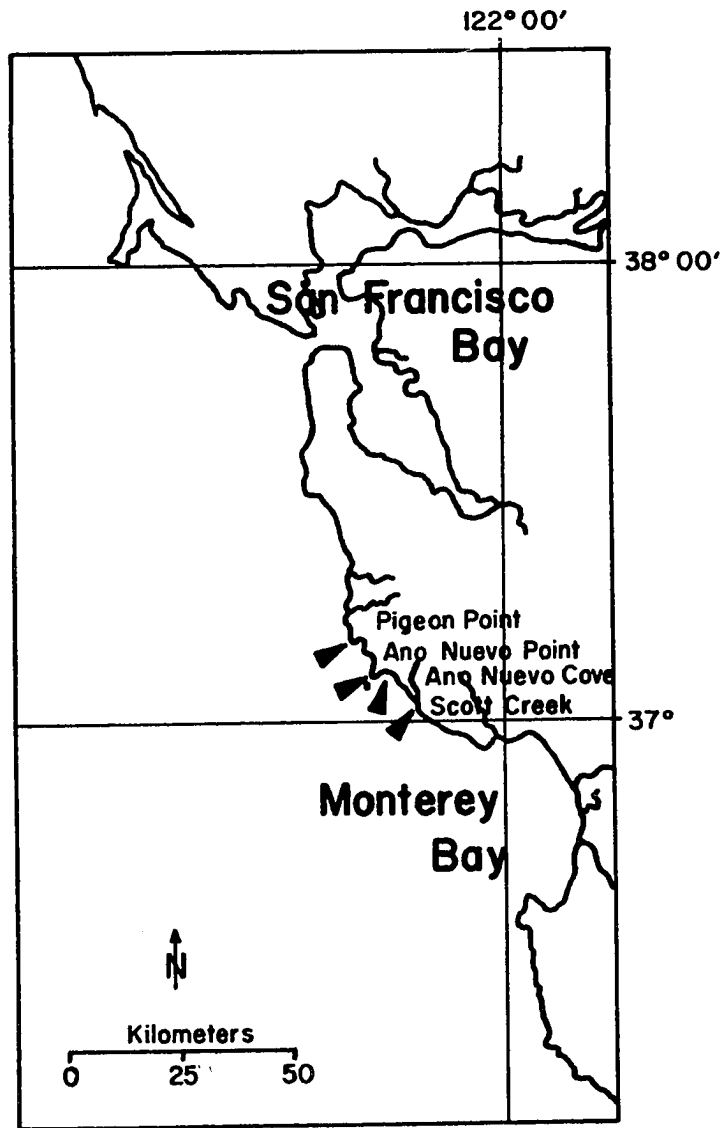 122° 00'
38° 00'
San Francisco
Bay
Pigeon Point
Ano Nuevo Point
Ano Nuevo Cove
Scott Creek
37°
Monterey
Bay
N
Kilometers
0 25 50